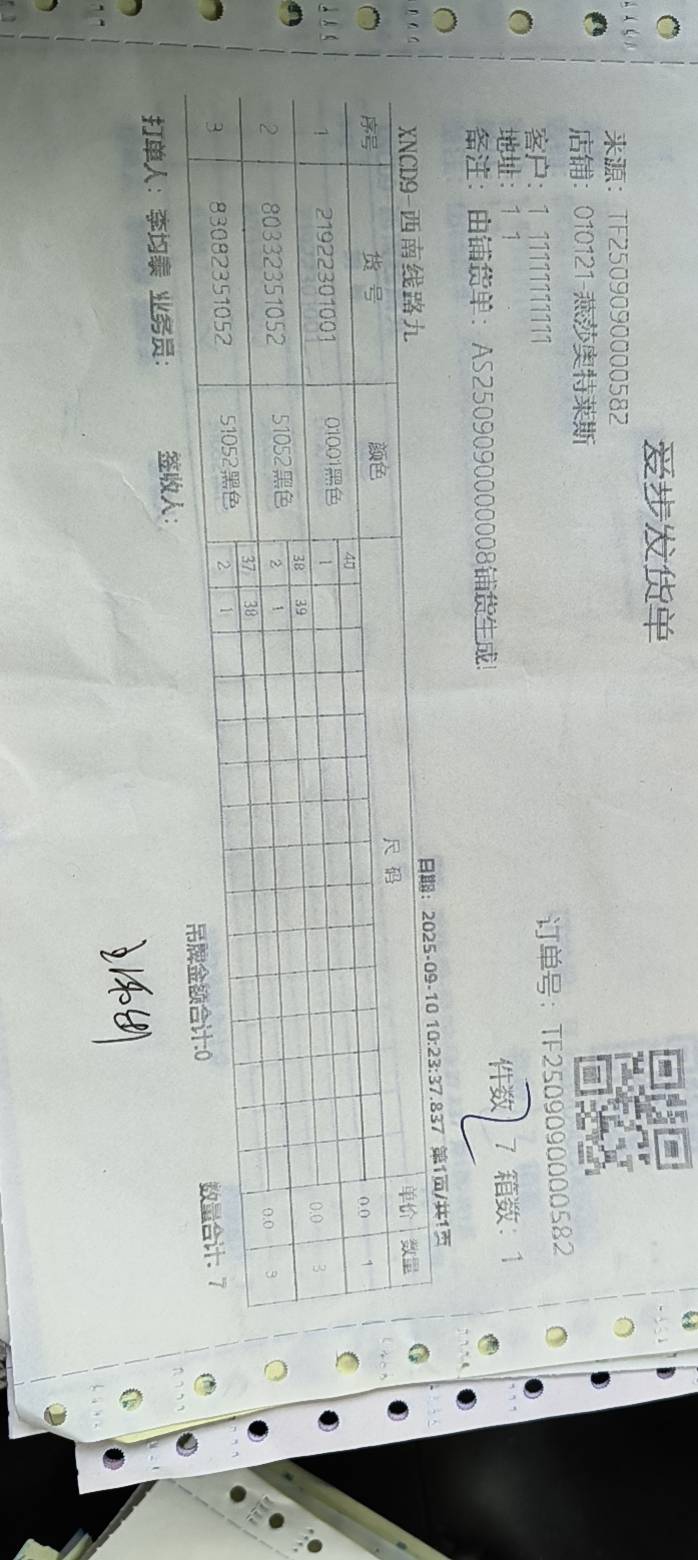 爱步发货单
来源：TF2509090000582
店铺：010121-燕莎奥特莱斯
订单号：TF2509090000582
客户：1 11111111111
地址：1 1
件数 7 箱数：1
备注：由铺货单：AS2509090000008铺货生成!
日期：2025-09-10 10:23:37.837 第1页/共1页
XNCD9-西南线路九
序号 货号 颜色 尺码 单价 数量
40
1 21922301001 01001黑色 1 0.0 1
38 39
2 80332351052 51052黑色 2 1 0.0 3
37 38
3 83082351052 51052黑色 2 1 0.0 3
吊牌金额合计:0 数量合计: 7
打单人：李均泰 业务员： 签收人：